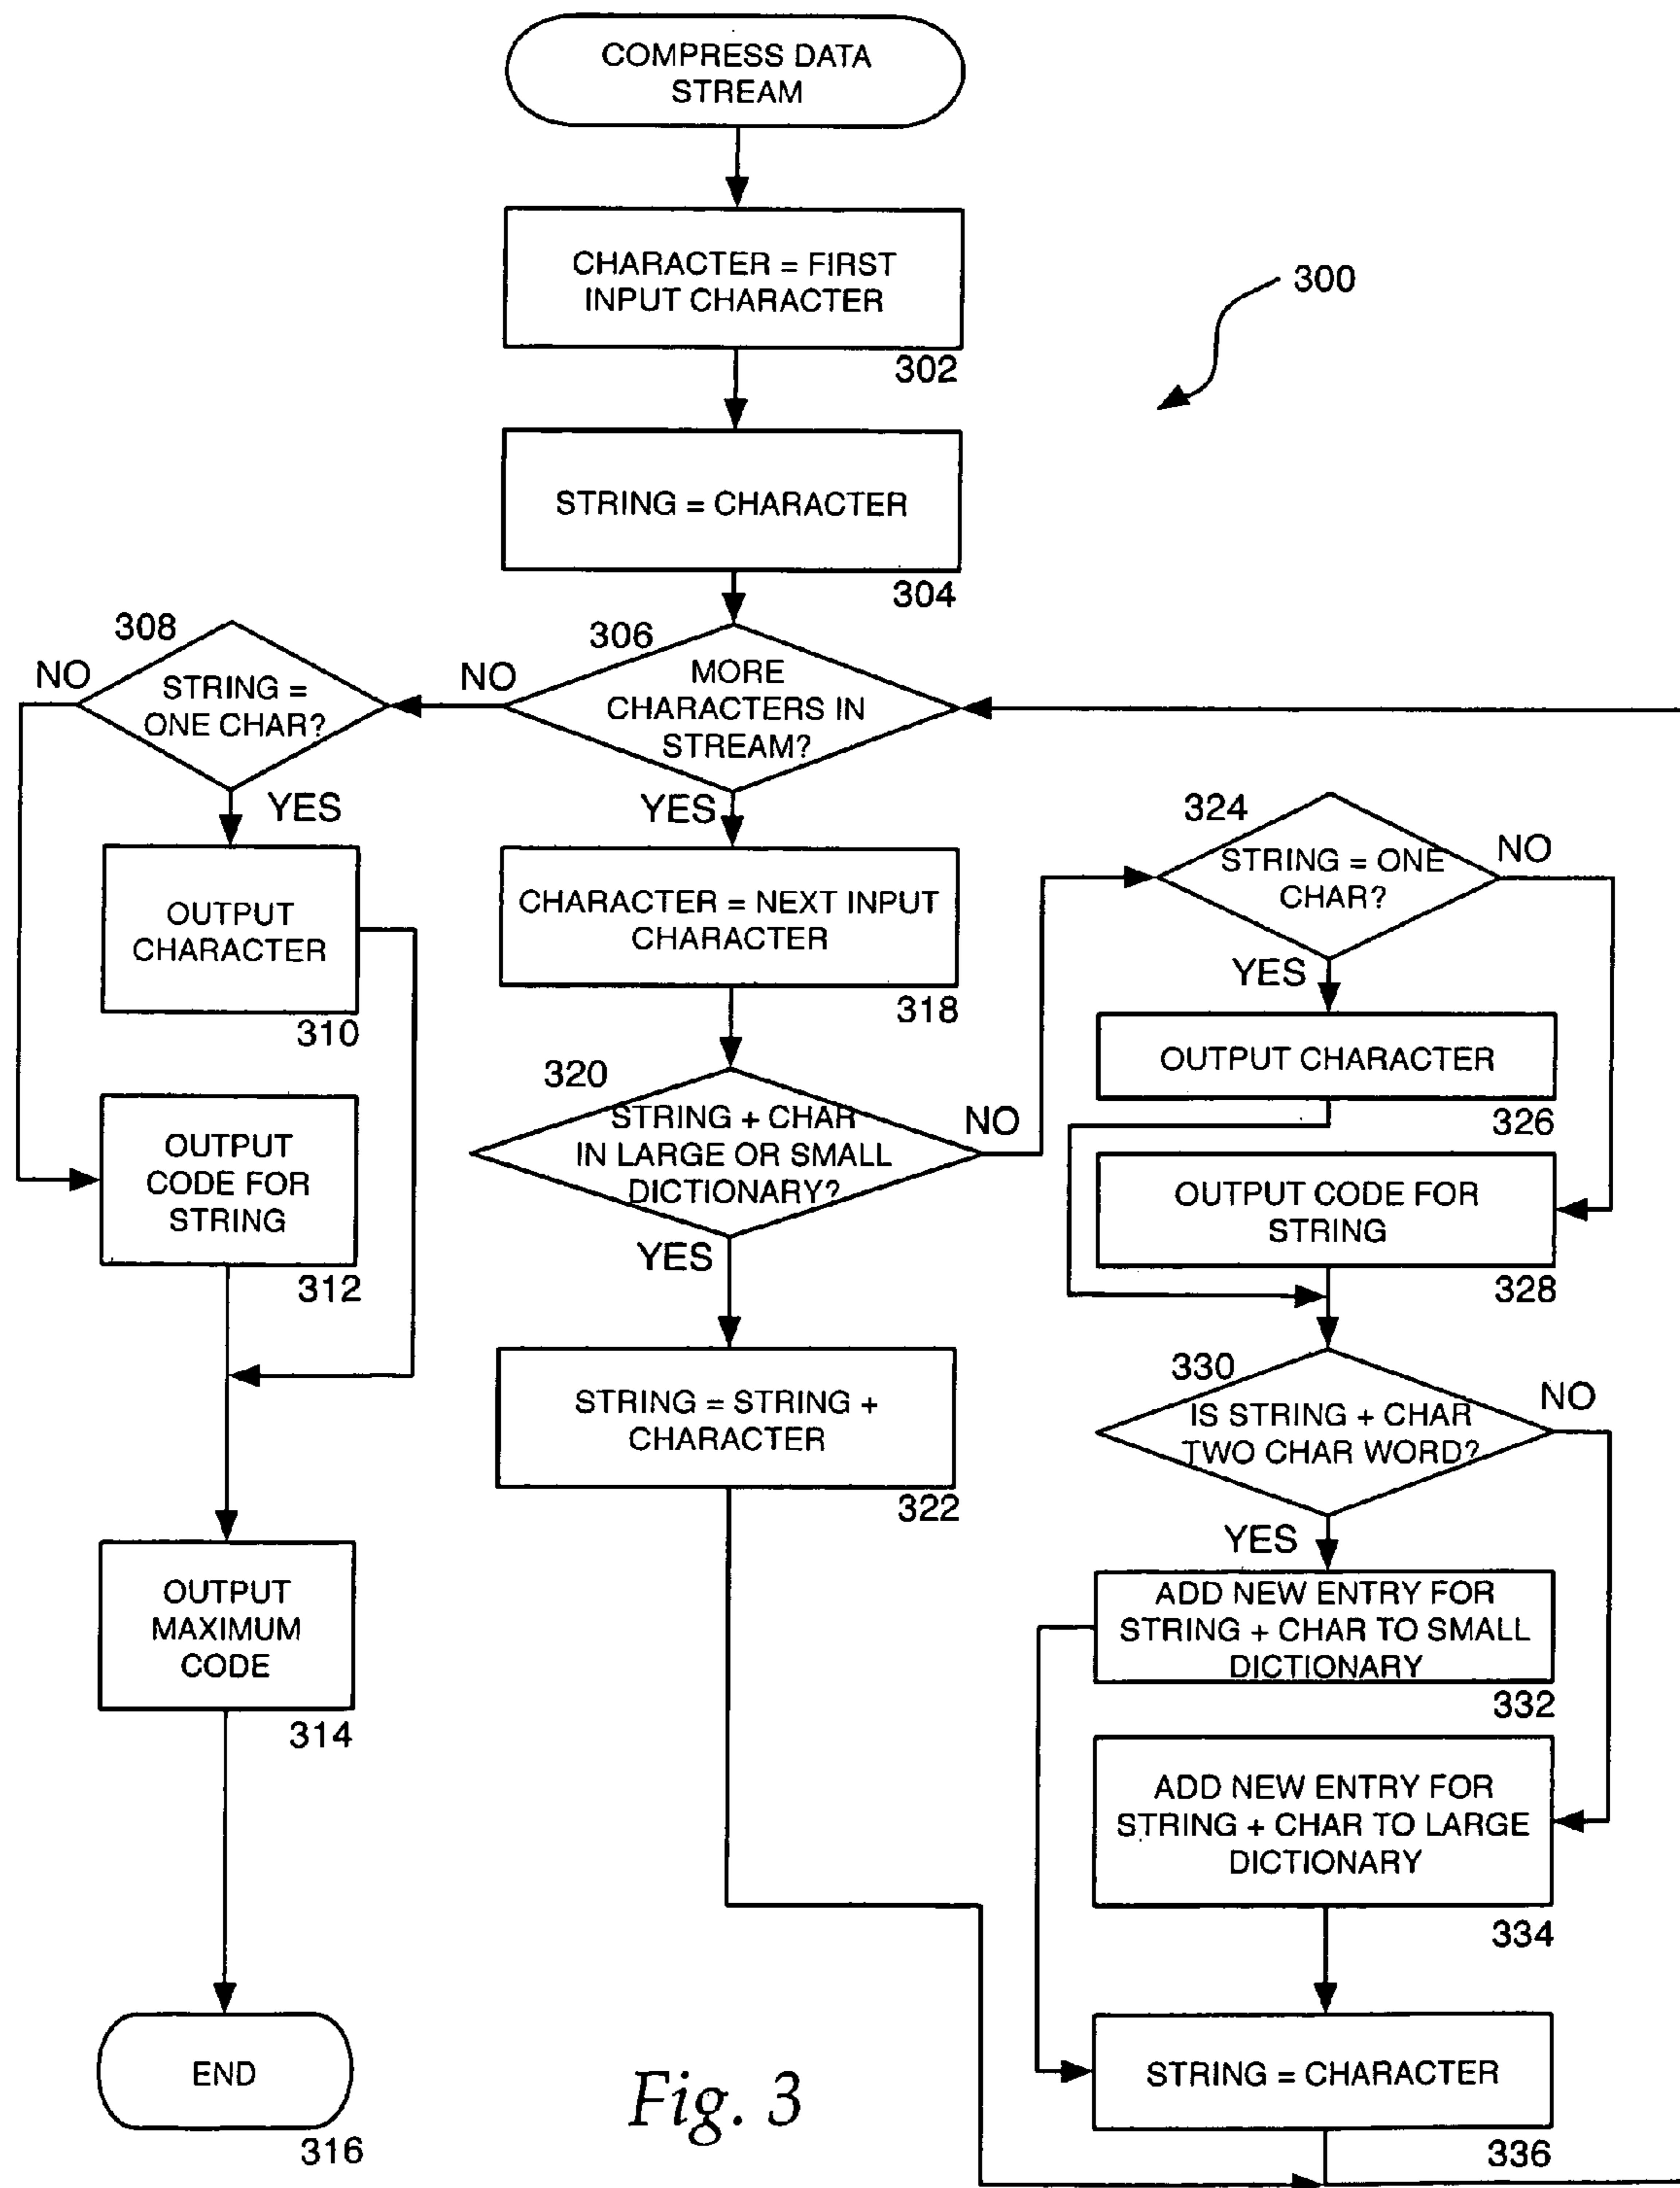 COMPRESS DATA
STREAM
CHARACTER = FIRST
INPUT CHARACTER
302
300
STRING = CHARACTER
304
306
MORE
CHARACTERS IN
STREAM?
NO
YES
308
STRING =
ONE CHAR?
NO
YES
OUTPUT
CHARACTER
310
OUTPUT
CODE FOR
STRING
312
OUTPUT
MAXIMUM
CODE
314
END
316
CHARACTER = NEXT INPUT
CHARACTER
318
320
STRING + CHAR
IN LARGE OR SMALL
DICTIONARY?
NO
YES
STRING = STRING +
CHARACTER
322
324
STRING = ONE
CHAR?
NO
YES
OUTPUT CHARACTER
326
OUTPUT CODE FOR
STRING
328
330
IS STRING + CHAR
TWO CHAR WORD?
NO
YES
ADD NEW ENTRY FOR
STRING + CHAR TO SMALL
DICTIONARY
332
ADD NEW ENTRY FOR
STRING + CHAR TO LARGE
DICTIONARY
334
STRING = CHARACTER
336
Fig. 3